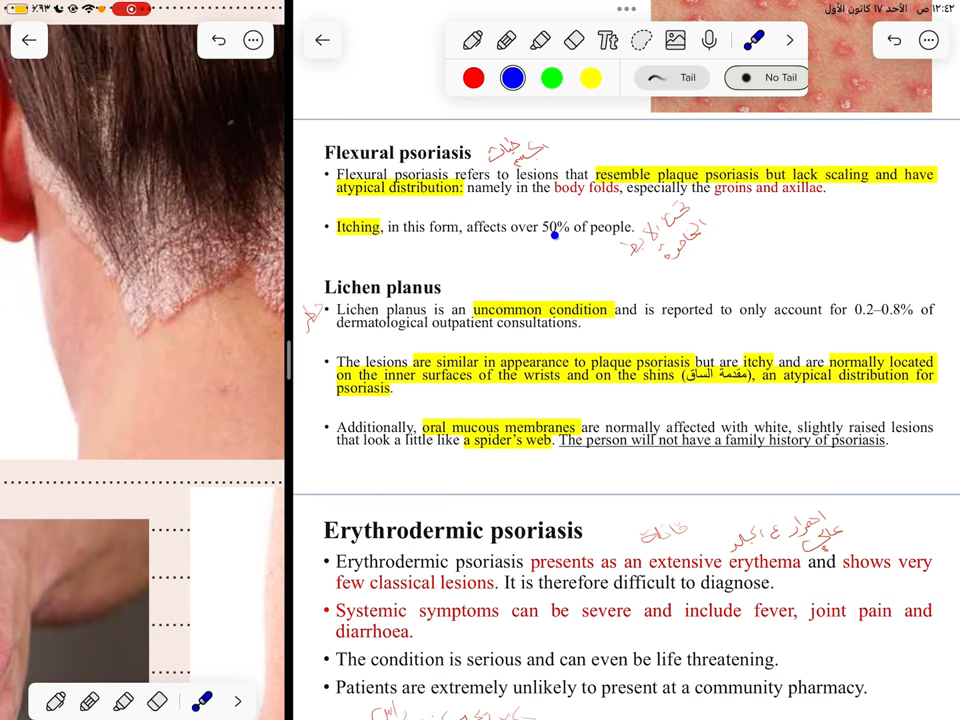 ٪٩٣
١٢:٤٢ ص الأحد ١٧ كانون الأول
Tt
Tail
No Tail
Flexural psoriasis
• Flexural psoriasis refers to lesions that resemble plaque psoriasis but lack scaling and have
atypical distribution: namely in the body folds, especially the groins and axillae.
• Itching, in this form, affects over 50% of people.
تحت الابط
الخاصرة
Lichen planus
• Lichen planus is an uncommon condition and is reported to only account for 0.2–0.8% of
dermatological outpatient consultations.
• The lesions are similar in appearance to plaque psoriasis but are itchy and are normally located
on the inner surfaces of the wrists and on the shins (مقدمة الساق), an atypical distribution for
psoriasis.
• Additionally, oral mucous membranes are normally affected with white, slightly raised lesions
that look a little like a spider’s web. The person will not have a family history of psoriasis.
Erythrodermic psoriasis
• Erythrodermic psoriasis presents as an extensive erythema and shows very
few classical lesions. It is therefore difficult to diagnose.
• Systemic symptoms can be severe and include fever, joint pain and
diarrhoea.
• The condition is serious and can even be life threatening.
• Patients are extremely unlikely to present at a community pharmacy.